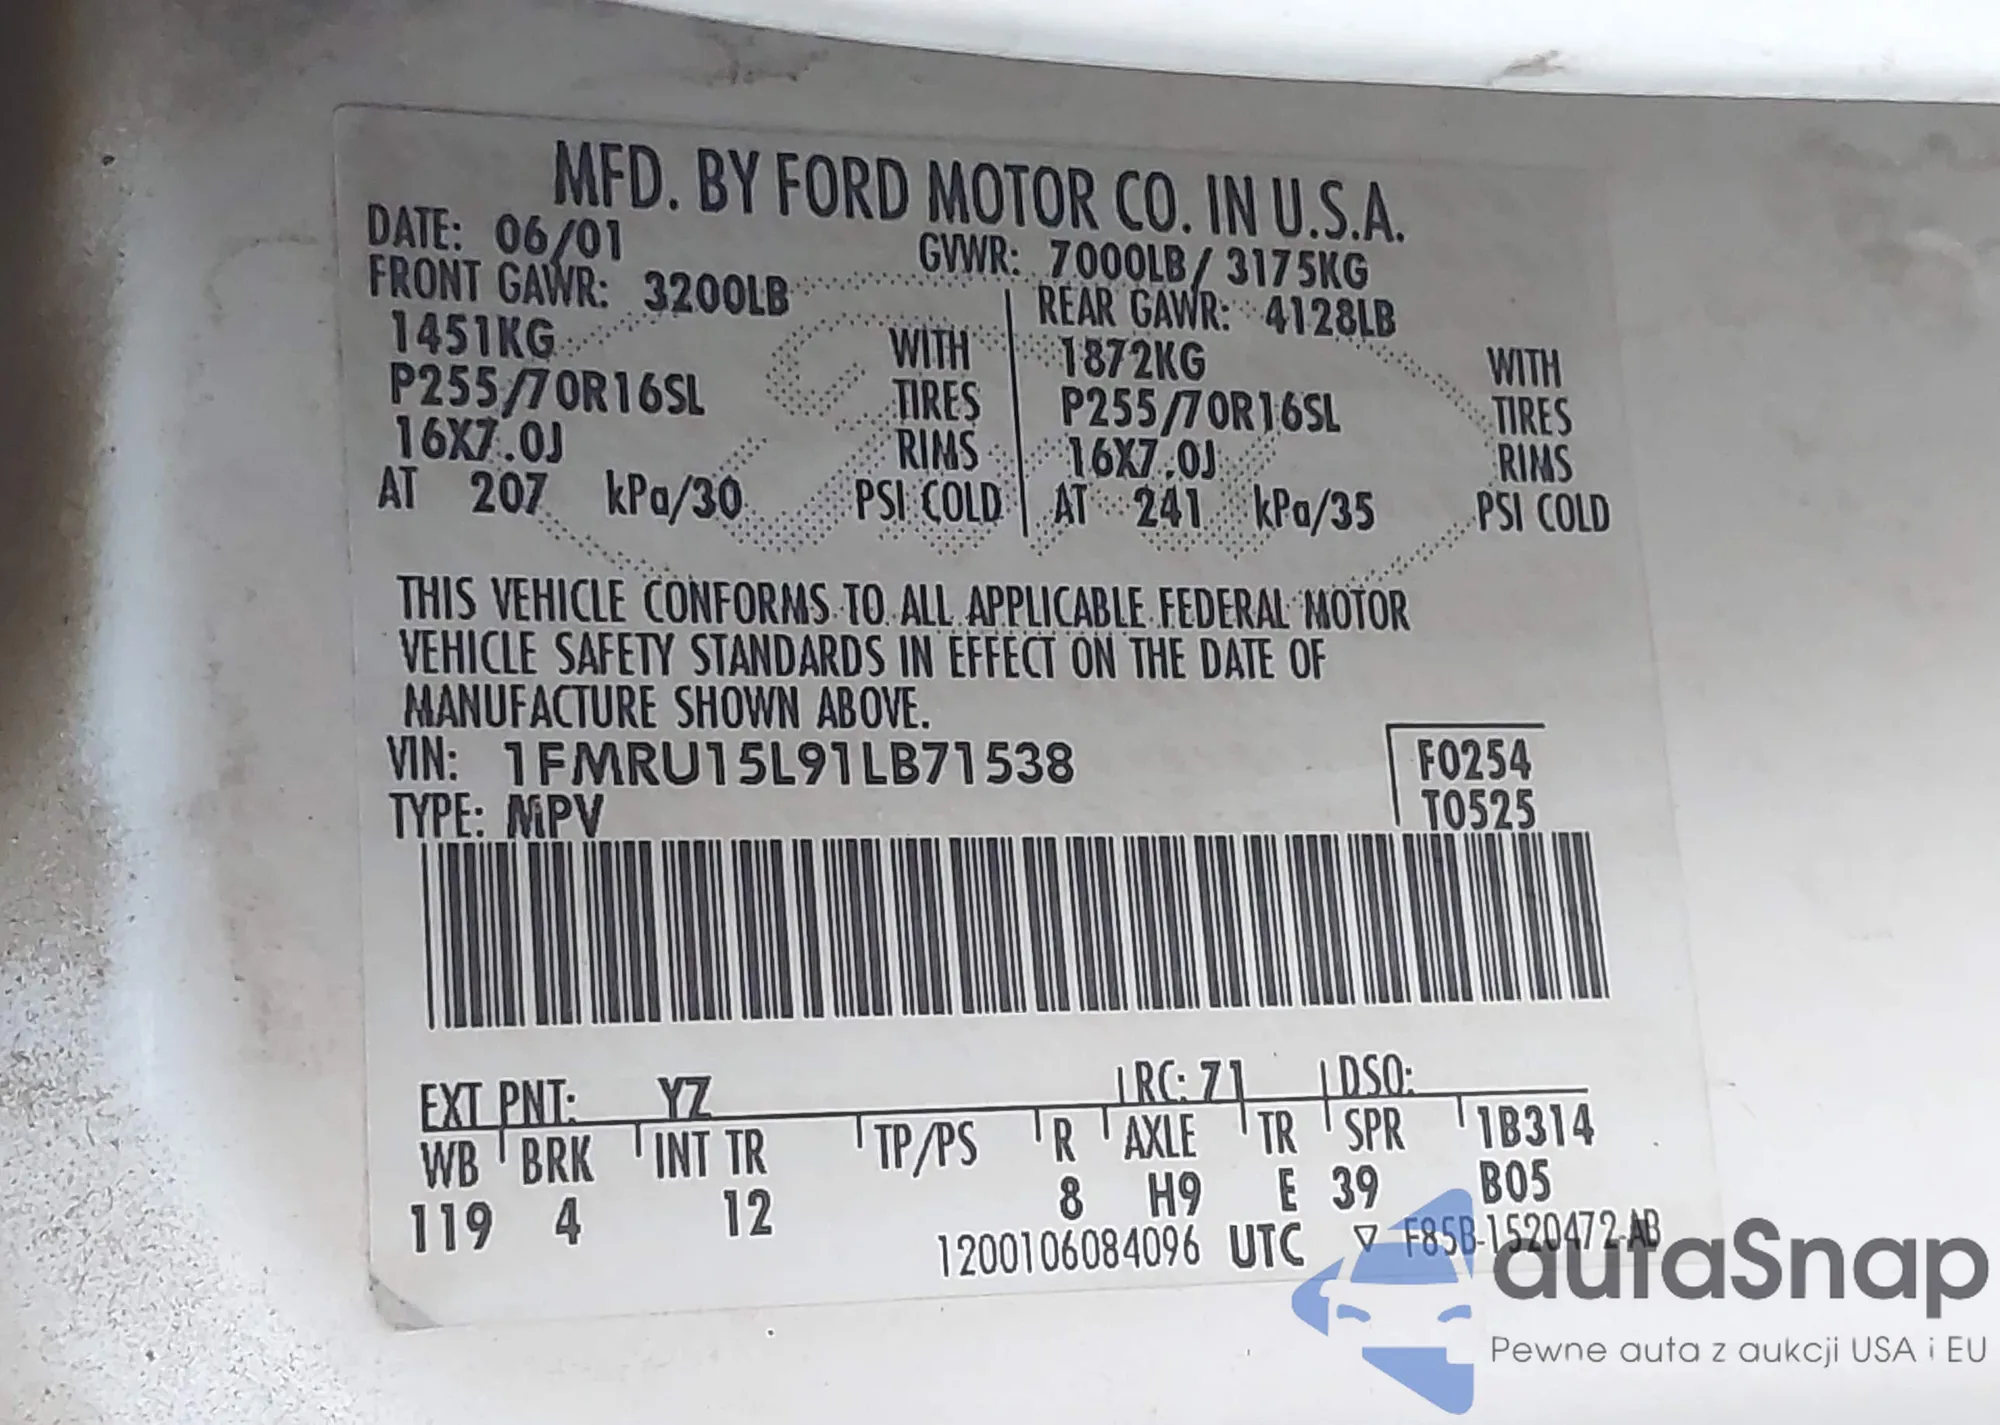 MFD. BY FORD MOTOR CO. IN U.S.A.
DATE: 06/01 GVWR: 7000LB/ 3175KG
FRONT GAWR: 3200LB REAR GAWR: 4128LB
1451KG WITH 1872KG WITH
P255/70R16SL TIRES P255/70R16SL TIRES
16X7.0J RIMS 16X7.0J RIMS
AT 207 kPa/30 PSI COLD AT 241 kPa/35 PSI COLD
THIS VEHICLE CONFORMS TO ALL APPLICABLE FEDERAL MOTOR
VEHICLE SAFETY STANDARDS IN EFFECT ON THE DATE OF
MANUFACTURE SHOWN ABOVE.
VIN: 1FMRU15L91LB71538 F0254
TYPE: MPV T0525
EXT PNT: YZ RC: 71 DSO:
WB BRK INT TR TP/PS R AXLE TR SPR 1B314
119 4 12 8 H9 E 39 B05
1200106084096 UTC ▽ F85B-1520472-AB
autaSnap
Pewne auta z aukcji USA i EU